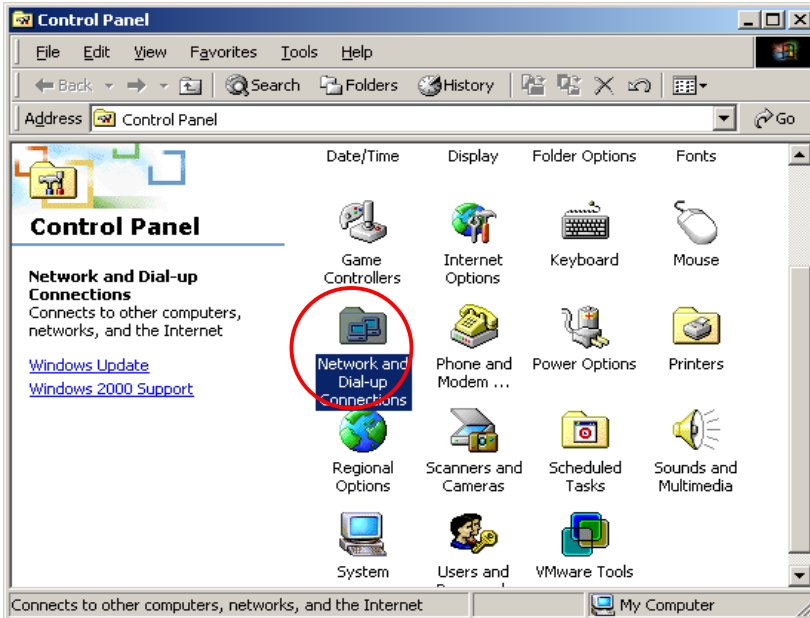 Control Panel
File Edit View Favorites Tools Help
Back Search Folders History
Address Control Panel Go
Date/Time Display Folder Options Fonts
Control Panel
Network and Dial-up
Connections
Connects to other computers,
networks, and the Internet
Windows Update
Windows 2000 Support
Game
Controllers
Internet
Options
Keyboard
Mouse
Network and
Dial-up
Connections
Phone and
Modem ...
Power Options
Printers
Regional
Options
Scanners and
Cameras
Scheduled
Tasks
Sounds and
Multimedia
System
Users and
VMware Tools
Connects to other computers, networks, and the Internet
My Computer